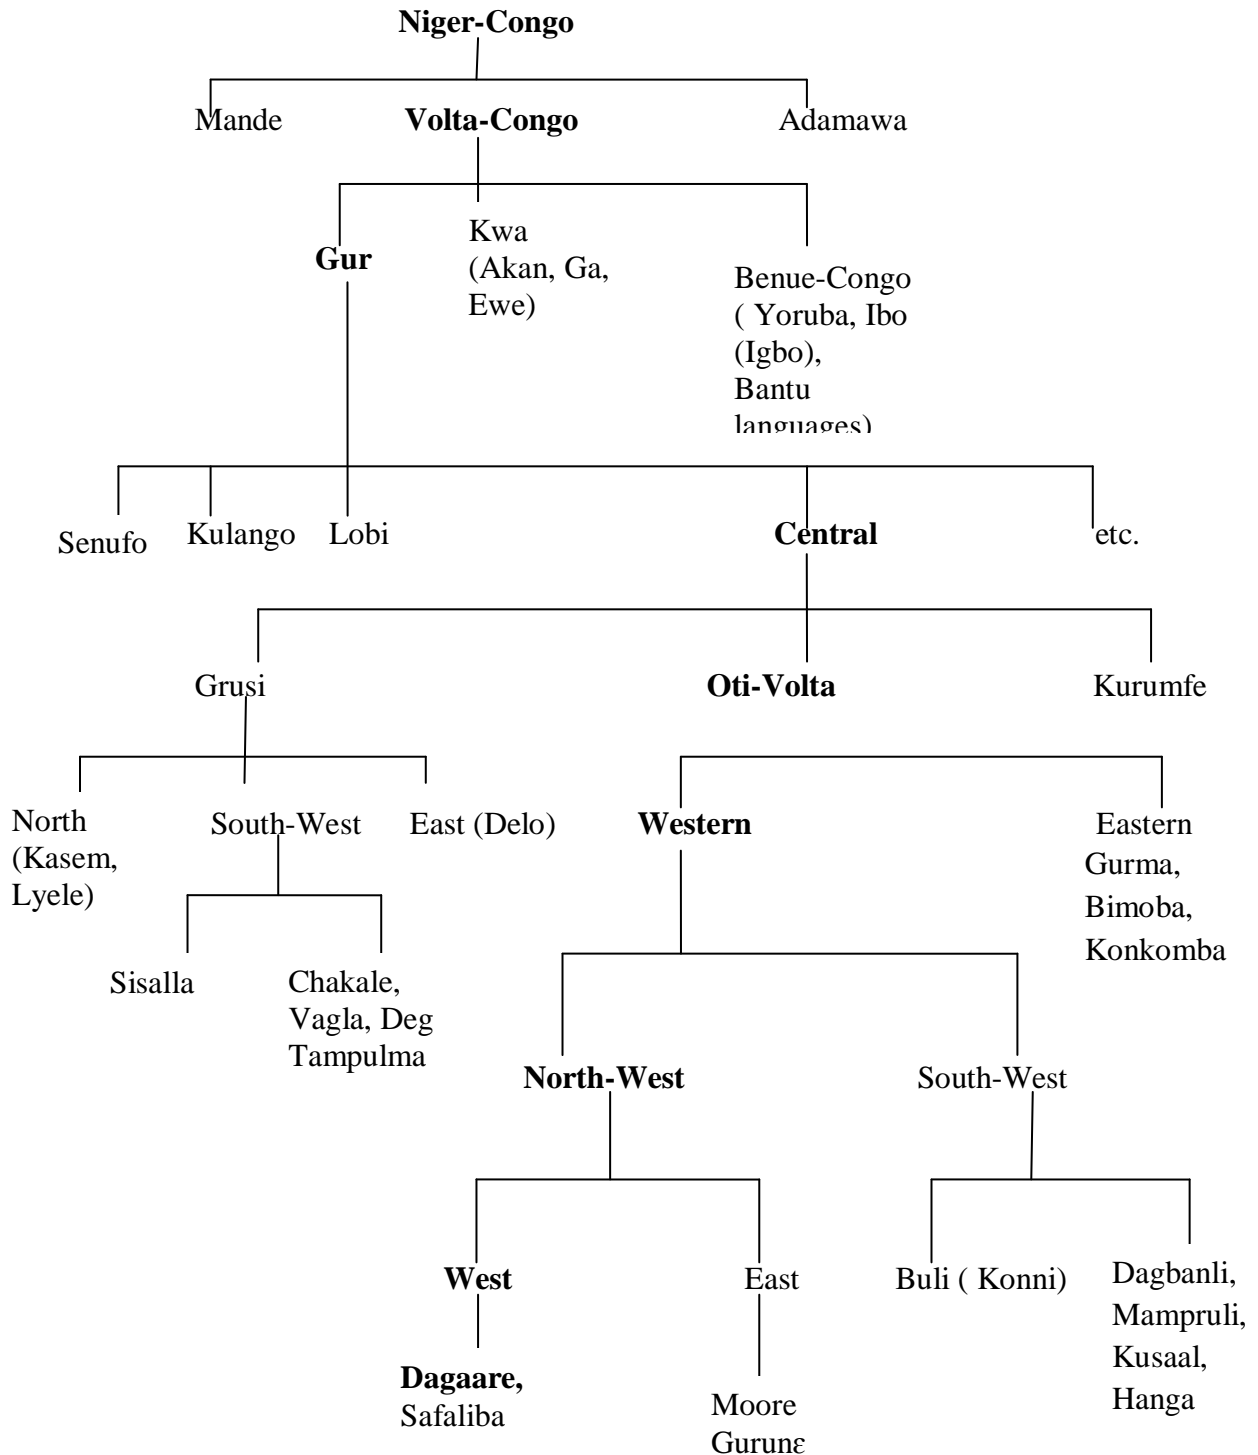 Niger-Congo
Mande
Volta-Congo
Adamawa
Gur
Kwa
(Akan, Ga,
Ewe)
Benue-Congo
( Yoruba, Ibo
(Igbo),
Bantu
languages)
Senufo
Kulango
Lobi
Central
etc.
Grusi
Oti-Volta
Kurumfe
North
(Kasem,
Lyele)
South-West
East (Delo)
Western
Eastern
Gurma,
Bimoba,
Konkomba
Sisalla
Chakale,
Vagla, Deg
Tampulma
North-West
South-West
West
East
Buli ( Konni)
Dagbanli,
Mampruli,
Kusaal,
Hanga
Dagaare,
Safaliba
Moore
Gurunɛ